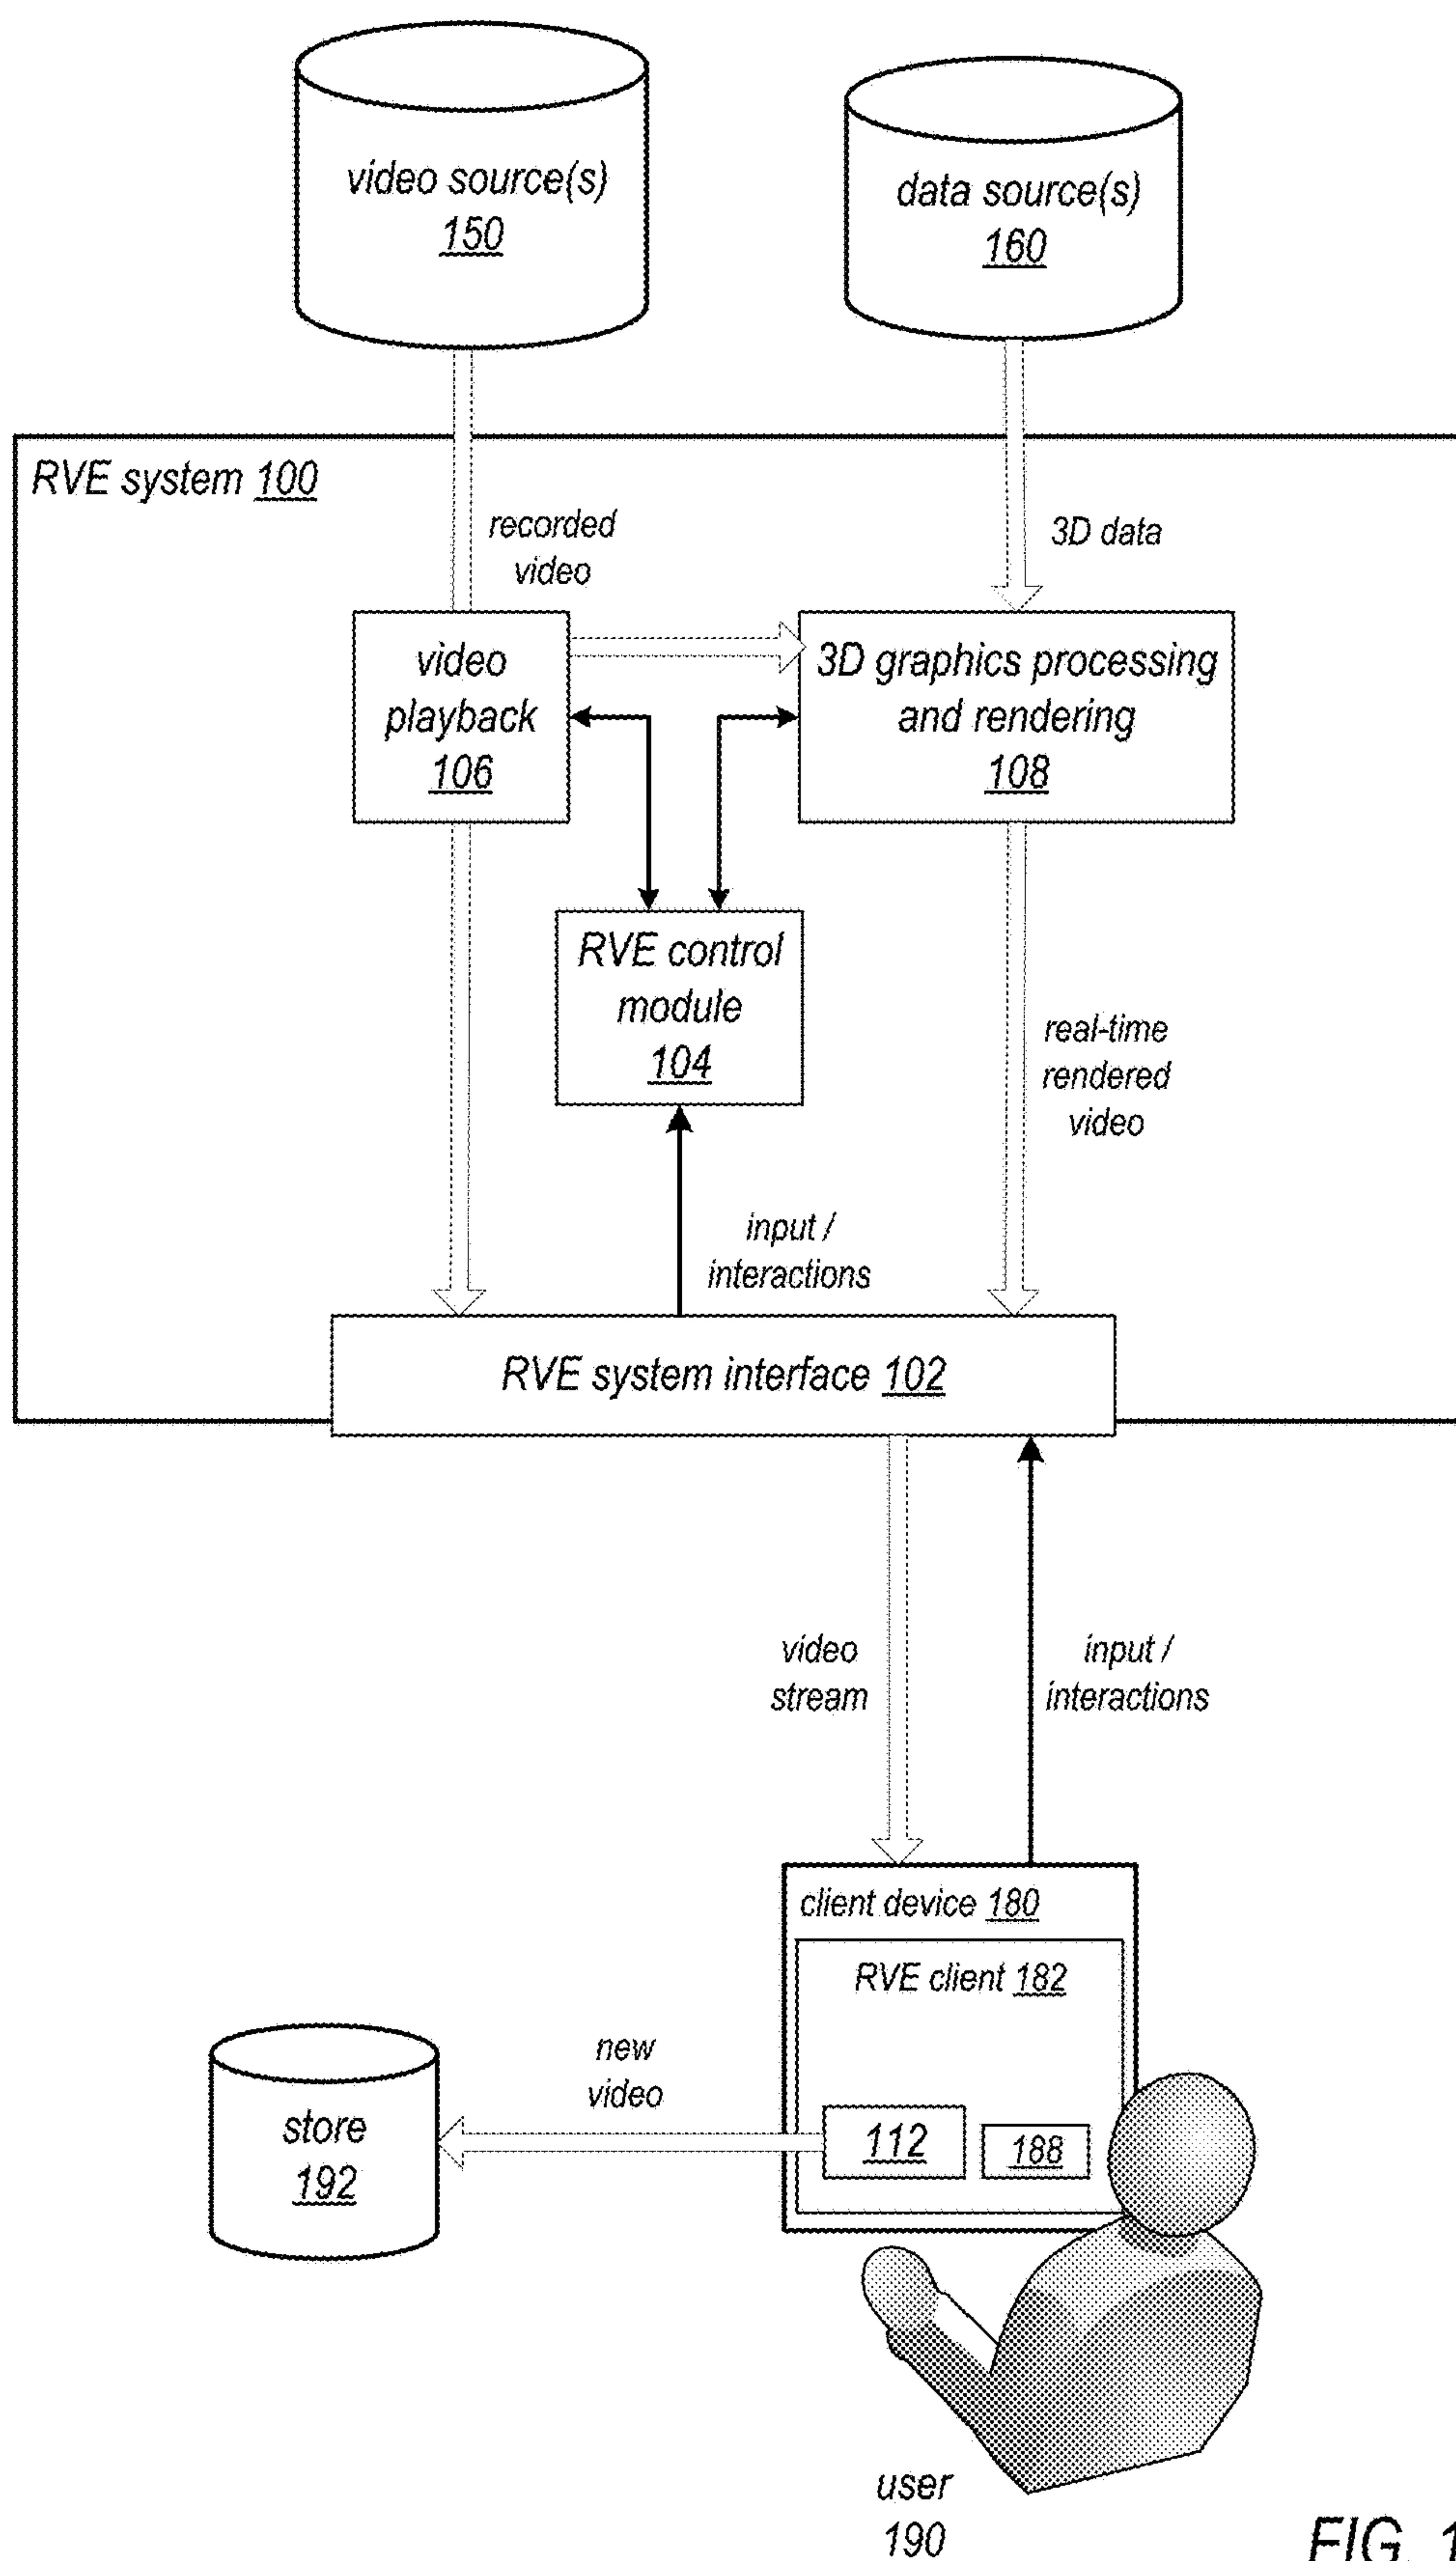 video source(s)
150
data source(s)
160
RVE system 100
recorded
video
3D data
video
playback
106
3D graphics processing
and rendering
108
RVE control
module
104
real-time
rendered
video
input /
interactions
RVE system interface 102
video
stream
input /
interactions
client device 180
RVE client 182
new
video
store
192
112
188
user
190
FIG. 1